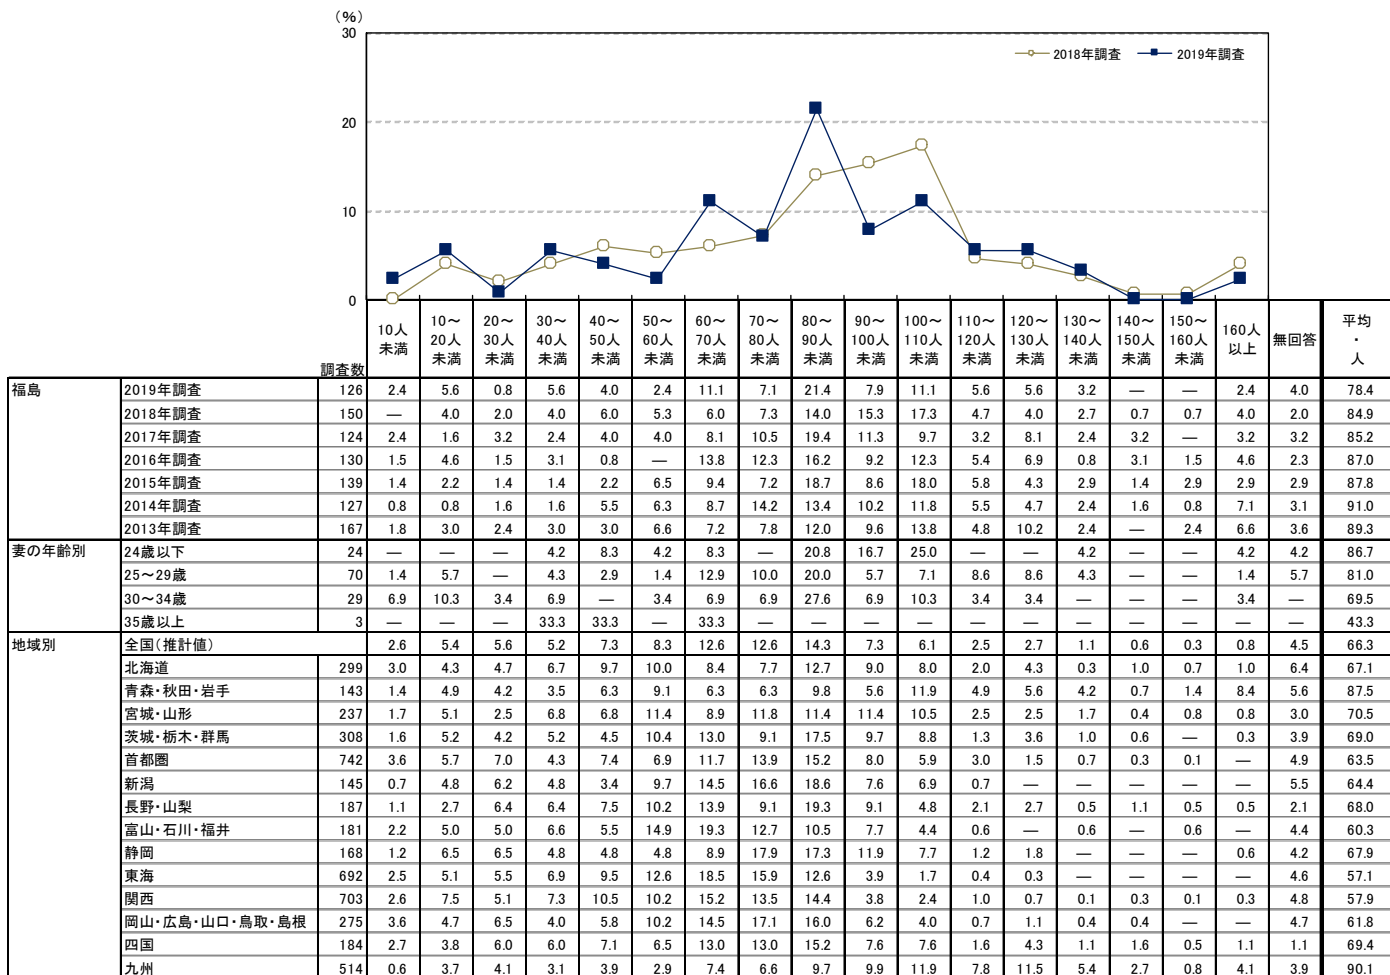 (%)
30
20
10
0
2018年調査 2019年調査
調査数 10人未満 10～20人未満 20～30人未満 30～40人未満 40～50人未満 50～60人未満 60～70人未満 70～80人未満 80～90人未満 90～100人未満 100～110人未満 110～120人未満 120～130人未満 130～140人未満 140～150人未満 150～160人未満 160人以上 無回答 平均・人
福島 2019年調査 126 2.4 5.6 0.8 5.6 4.0 2.4 11.1 7.1 21.4 7.9 11.1 5.6 5.6 3.2 — — 2.4 4.0 78.4
2018年調査 150 — 4.0 2.0 4.0 6.0 5.3 6.0 7.3 14.0 15.3 17.3 4.7 4.0 2.7 0.7 0.7 4.0 2.0 84.9
2017年調査 124 2.4 1.6 3.2 2.4 4.0 4.0 8.1 10.5 19.4 11.3 9.7 3.2 8.1 2.4 3.2 — 3.2 3.2 85.2
2016年調査 130 1.5 4.6 1.5 3.1 0.8 — 13.8 12.3 16.2 9.2 12.3 5.4 6.9 0.8 3.1 1.5 4.6 2.3 87.0
2015年調査 139 1.4 2.2 1.4 1.4 2.2 6.5 9.4 7.2 18.7 8.6 18.0 5.8 4.3 2.9 1.4 2.9 2.9 2.9 87.8
2014年調査 127 0.8 0.8 1.6 1.6 5.5 6.3 8.7 14.2 13.4 10.2 11.8 5.5 4.7 2.4 1.6 0.8 7.1 3.1 91.0
2013年調査 167 1.8 3.0 2.4 3.0 3.0 6.6 7.2 7.8 12.0 9.6 13.8 4.8 10.2 2.4 — 2.4 6.6 3.6 89.3
妻の年齢別 24歳以下 24 — — — 4.2 8.3 4.2 8.3 — 20.8 16.7 25.0 — — 4.2 — — 4.2 4.2 86.7
25～29歳 70 1.4 5.7 — 4.3 2.9 1.4 12.9 10.0 20.0 5.7 7.1 8.6 8.6 4.3 — — 1.4 5.7 81.0
30～34歳 29 6.9 10.3 3.4 6.9 — 3.4 6.9 6.9 27.6 6.9 10.3 3.4 3.4 — — — 3.4 — 69.5
35歳以上 3 — — — 33.3 33.3 — 33.3 — — — — — — — — — — — 43.3
地域別 全国（推計値） 2.6 5.4 5.6 5.2 7.3 8.3 12.6 12.6 14.3 7.3 6.1 2.5 2.7 1.1 0.6 0.3 0.8 4.5 66.3
北海道 299 3.0 4.3 4.7 6.7 9.7 10.0 8.4 7.7 12.7 9.0 8.0 2.0 4.3 0.3 1.0 0.7 1.0 6.4 67.1
青森・秋田・岩手 143 1.4 4.9 4.2 3.5 6.3 9.1 6.3 6.3 9.8 5.6 11.9 4.9 5.6 4.2 0.7 1.4 8.4 5.6 87.5
宮城・山形 237 1.7 5.1 2.5 6.8 6.8 11.4 8.9 11.8 11.4 11.4 10.5 2.5 2.5 1.7 0.4 0.8 0.8 3.0 70.5
茨城・栃木・群馬 308 1.6 5.2 4.2 5.2 4.5 10.4 13.0 9.1 17.5 9.7 8.8 1.3 3.6 1.0 0.6 — 0.3 3.9 69.0
首都圏 742 3.6 5.7 7.0 4.3 7.4 6.9 11.7 13.9 15.2 8.0 5.9 3.0 1.5 0.7 0.3 0.1 — 4.9 63.5
新潟 145 0.7 4.8 6.2 4.8 3.4 9.7 14.5 16.6 18.6 7.6 6.9 0.7 — — — — — 5.5 64.4
長野・山梨 187 1.1 2.7 6.4 6.4 7.5 10.2 13.9 9.1 19.3 9.1 4.8 2.1 2.7 0.5 1.1 0.5 0.5 2.1 68.0
富山・石川・福井 181 2.2 5.0 5.0 6.6 5.5 14.9 19.3 12.7 10.5 7.7 4.4 0.6 — 0.6 — 0.6 — 4.4 60.3
静岡 168 1.2 6.5 6.5 4.8 4.8 4.8 8.9 17.9 17.3 11.9 7.7 1.2 1.8 — — — 0.6 4.2 67.9
東海 692 2.5 5.1 5.5 6.9 9.5 12.6 18.5 15.9 12.6 3.9 1.7 0.4 0.3 — — — — 4.6 57.1
関西 703 2.6 7.5 5.1 7.3 10.5 10.2 15.2 13.5 14.4 3.8 2.4 1.0 0.7 0.1 0.3 0.1 0.3 4.8 57.9
岡山・広島・山口・鳥取・島根 275 3.6 4.7 6.5 4.0 5.8 10.2 14.5 17.1 16.0 6.2 4.0 0.7 1.1 0.4 0.4 — — 4.7 61.8
四国 184 2.7 3.8 6.0 6.0 7.1 6.5 13.0 13.0 15.2 7.6 7.6 1.6 4.3 1.1 1.6 0.5 1.1 1.1 69.4
九州 514 0.6 3.7 4.1 3.1 3.9 2.9 7.4 6.6 9.7 9.9 11.9 7.8 11.5 5.4 2.7 0.8 4.1 3.9 90.1